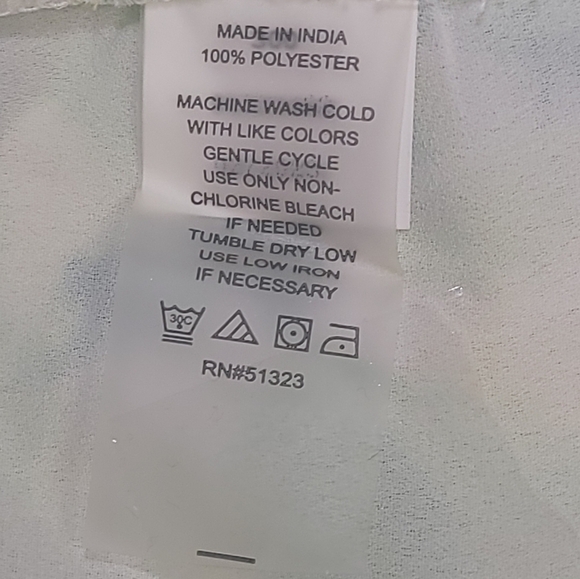 MADE IN INDIA
100% POLYESTER
MACHINE WASH COLD
WITH LIKE COLORS
GENTLE CYCLE
USE ONLY NON-
CHLORINE BLEACH
IF NEEDED
TUMBLE DRY LOW
USE LOW IRON
IF NECESSARY
30C
RN#51323